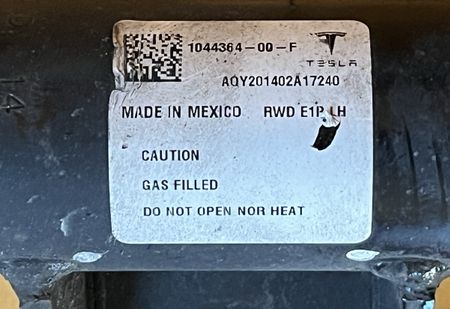 1044364-00-F
TESLA
AQY201402A17240
MADE IN MEXICO RWD E1P LH
CAUTION
GAS FILLED
DO NOT OPEN NOR HEAT